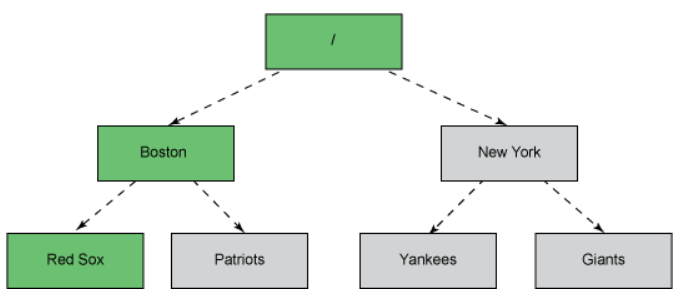 /
Boston
New York
Red Sox
Patriots
Yankees
Giants